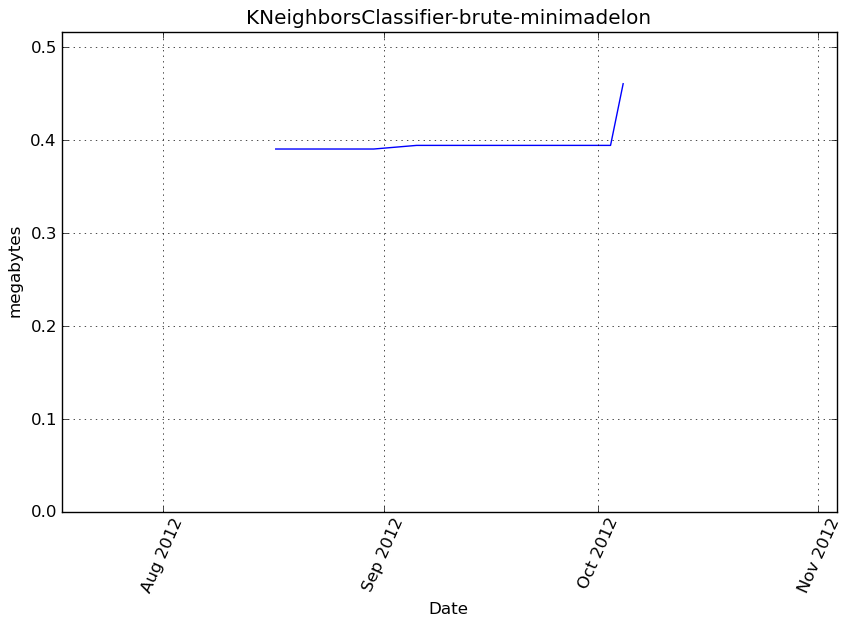 KNeighborsClassifier-brute-minimadelon
0.5
0.4
0.3
0.2
0.1
0.0
megabytes
Aug 2012
Sep 2012
Oct 2012
Nov 2012
Date